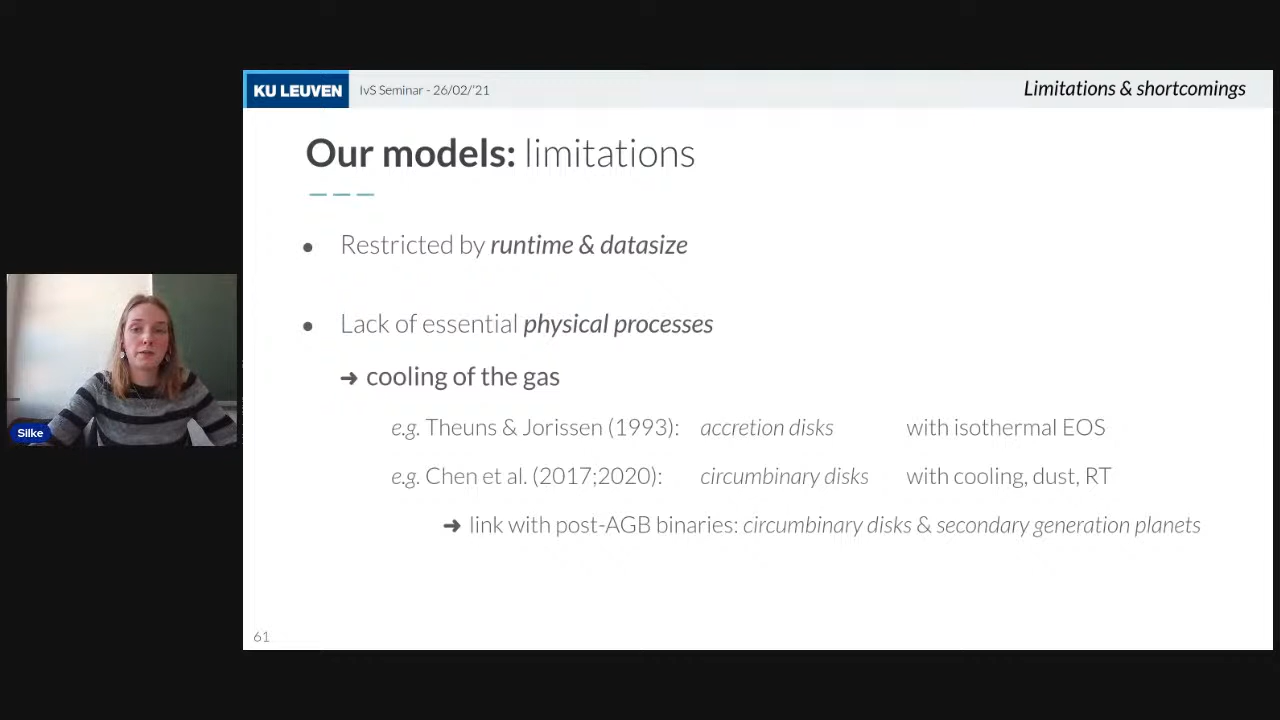 KU LEUVEN IvS Seminar - 26/02/'21 Limitations & shortcomings
Our models: limitations
● Restricted by runtime & datasize
● Lack of essential physical processes
➜ cooling of the gas
e.g. Theuns & Jorissen (1993): accretion disks with isothermal EOS
e.g. Chen et al. (2017;2020): circumbinary disks with cooling, dust, RT
➜ link with post-AGB binaries: circumbinary disks & secondary generation planets
Silke
61